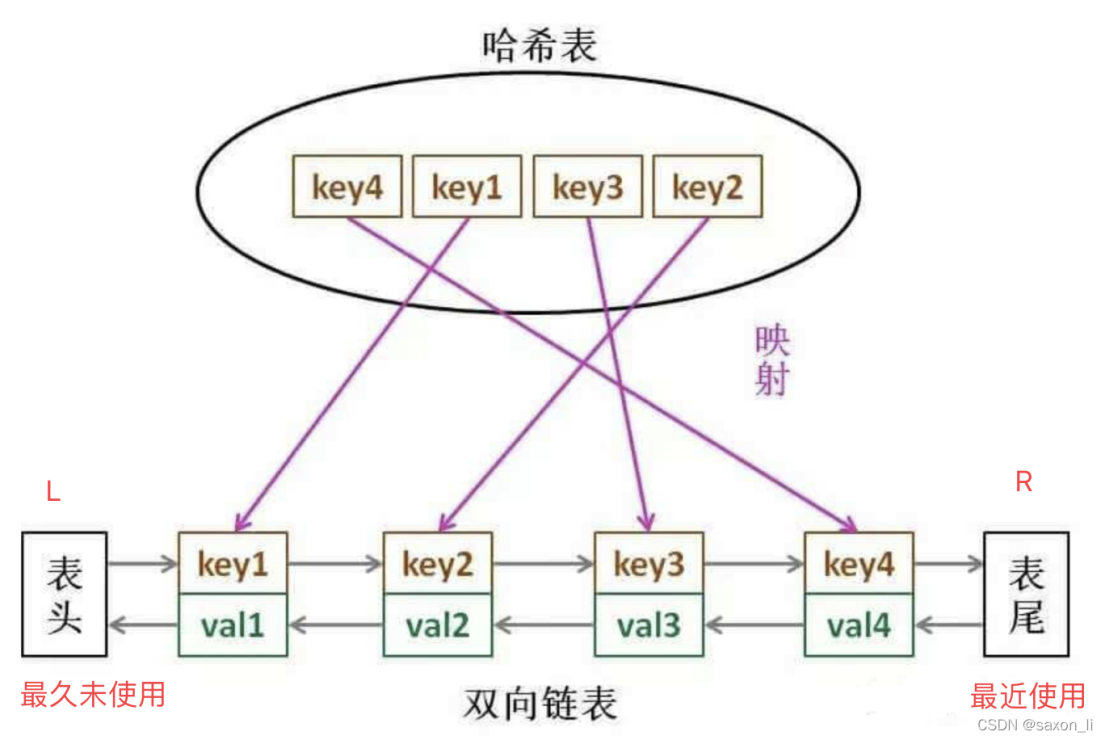 哈希表
key4 key1 key3 key2
映
射
L
R
表
头
key1 key2 key3 key4
val1 val2 val3 val4
表
尾
最久未使用
双向链表
最近使用
CSDN @saxon_li